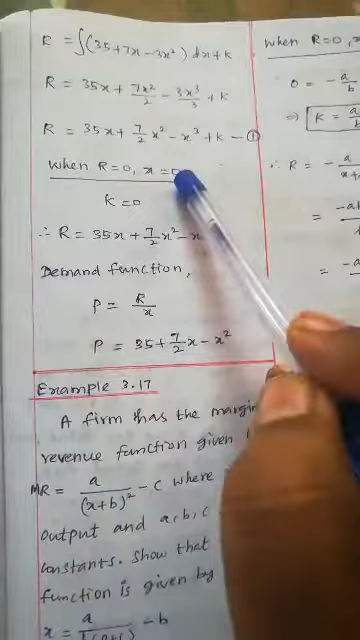 R = ∫(35+7x-3x²) dx+k
R = 35x + 7x²/2 - 3x³/3 + k
R = 35x + 7/2 x² - x³ + k —①
When R=0, x=0
k=0
∴ R = 35x+7/2 x² - x
Demand function,
P = R/x
P = 35+7/2 x - x²
Example 3.17
A firm has the margin
revenue function given
MR = a/(x+b)² - c where
output and a,b,c
constants. Show that
function is given by
x = - b
When R=0,
0 = -a/b
⇒ k = a/b
∴ R = -a/
= -a
= -a